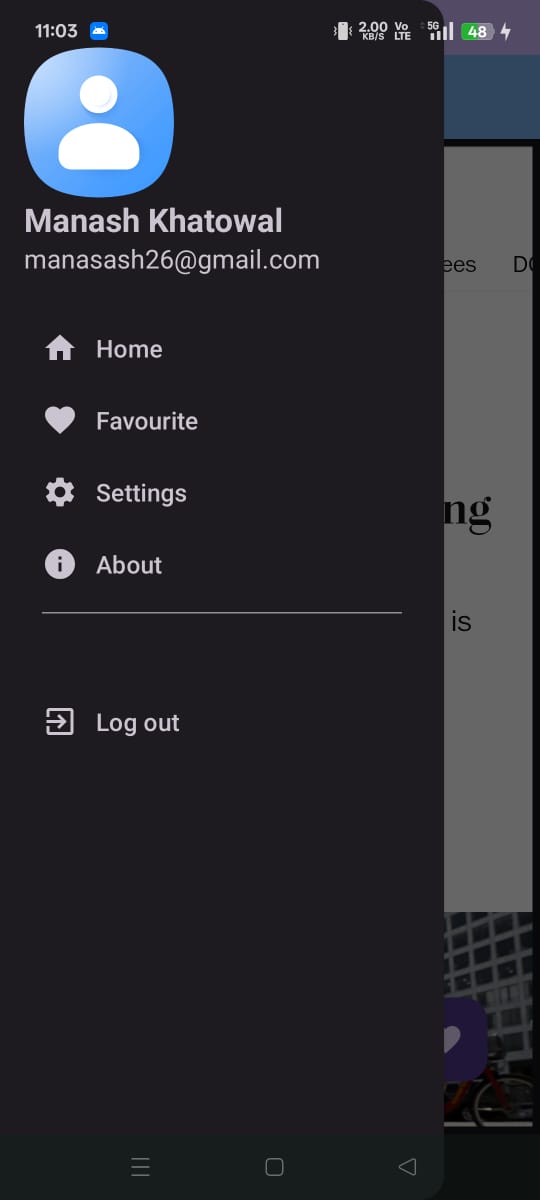 11:03
2.00 KB/S
Vo LTE
5G
48
Manash Khatowal
manasash26@gmail.com
ees
DO
Home
Favourite
Settings
ng
About
is
Log out